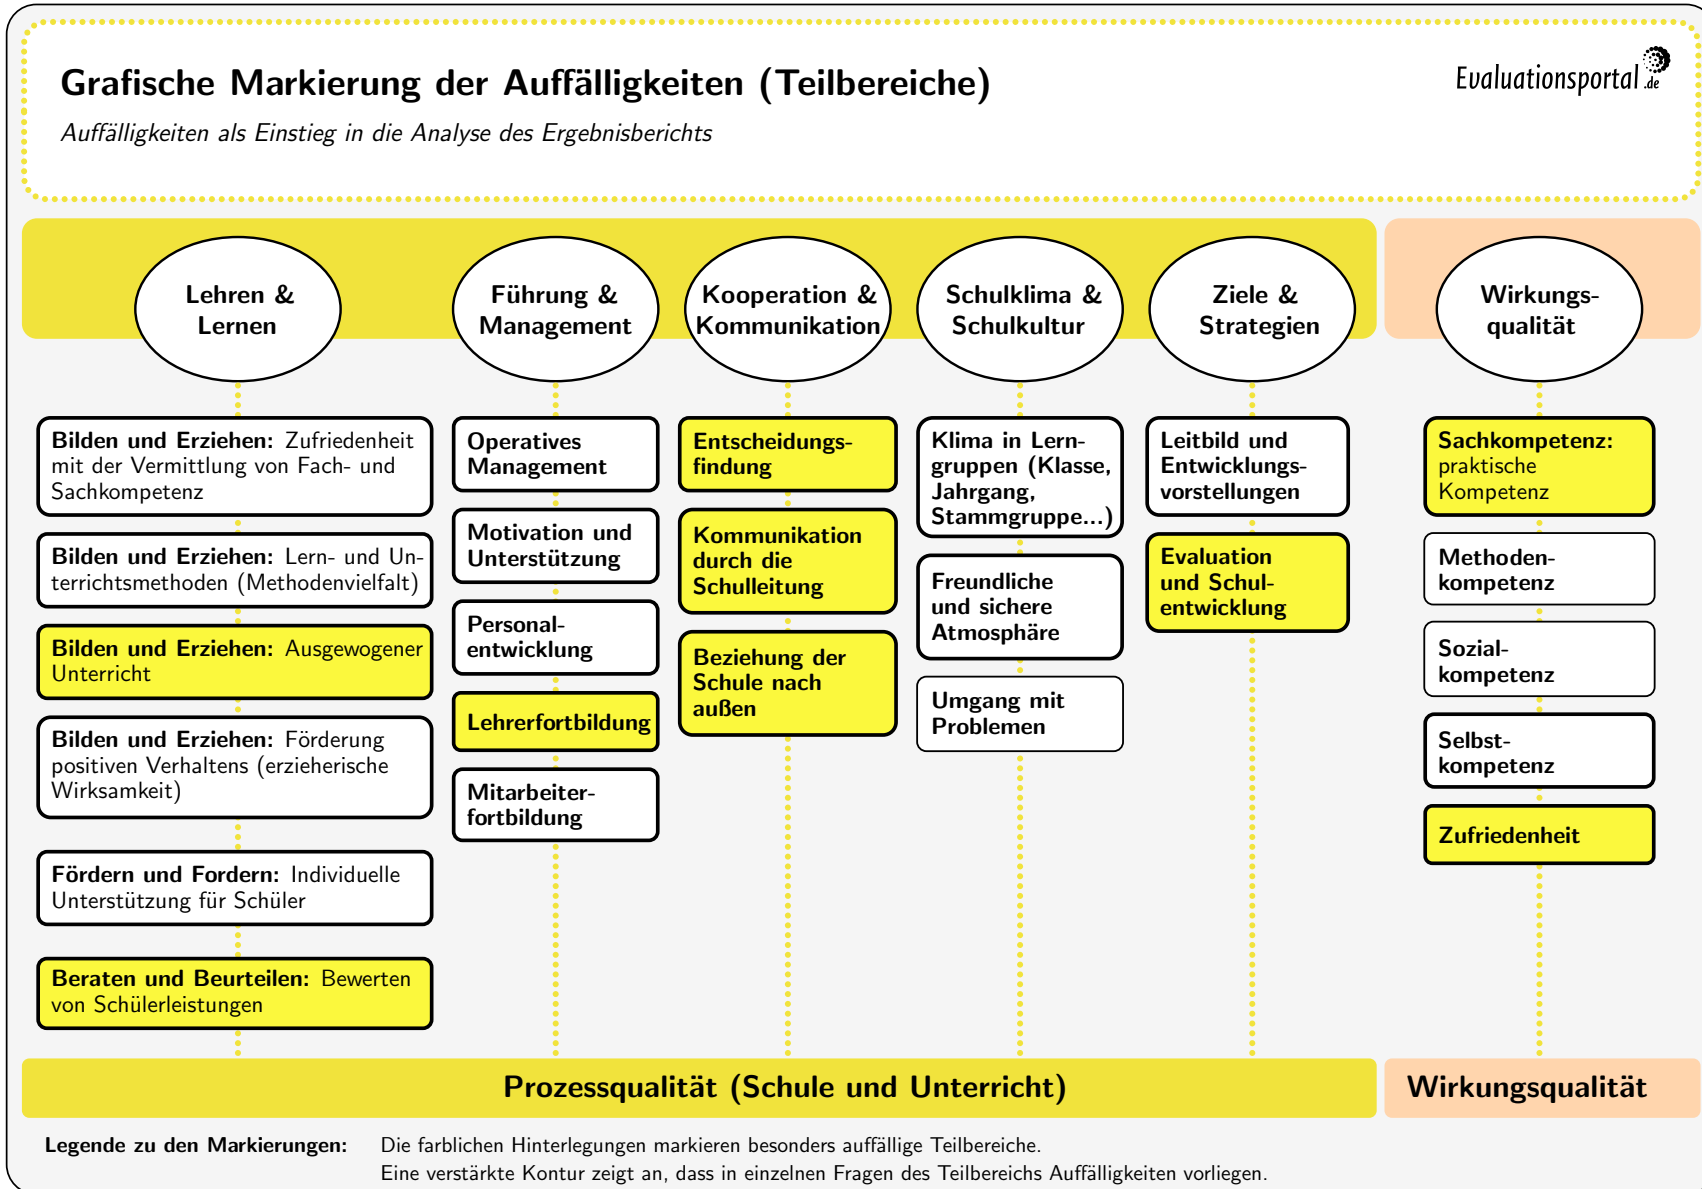 Grafische Markierung der Auffälligkeiten (Teilbereiche)
Auffälligkeiten als Einstieg in die Analyse des Ergebnisberichts
Evaluationsportal.de
Lehren &
Lernen
Führung &
Management
Kooperation &
Kommunikation
Schulklima &
Schulkultur
Ziele &
Strategien
Wirkungs-
qualität
Bilden und Erziehen: Zufriedenheit
mit der Vermittlung von Fach- und
Sachkompetenz
Bilden und Erziehen: Lern- und Un-
terrichtsmethoden (Methodenvielfalt)
Bilden und Erziehen: Ausgewogener
Unterricht
Bilden und Erziehen: Förderung
positiven Verhaltens (erzieherische
Wirksamkeit)
Fördern und Fordern: Individuelle
Unterstützung für Schüler
Beraten und Beurteilen: Bewerten
von Schülerleistungen
Operatives
Management
Motivation und
Unterstützung
Personal-
entwicklung
Lehrerfortbildung
Mitarbeiter-
fortbildung
Entscheidungs-
findung
Kommunikation
durch die
Schulleitung
Beziehung der
Schule nach
außen
Klima in Lern-
gruppen (Klasse,
Jahrgang,
Stammgruppe...)
Freundliche
und sichere
Atmosphäre
Umgang mit
Problemen
Leitbild und
Entwicklungs-
vorstellungen
Evaluation
und Schul-
entwicklung
Sachkompetenz:
praktische
Kompetenz
Methoden-
kompetenz
Sozial-
kompetenz
Selbst-
kompetenz
Zufriedenheit
Prozessqualität (Schule und Unterricht)
Wirkungsqualität
Legende zu den Markierungen: Die farblichen Hinterlegungen markieren besonders auffällige Teilbereiche.
Eine verstärkte Kontur zeigt an, dass in einzelnen Fragen des Teilbereichs Auffälligkeiten vorliegen.